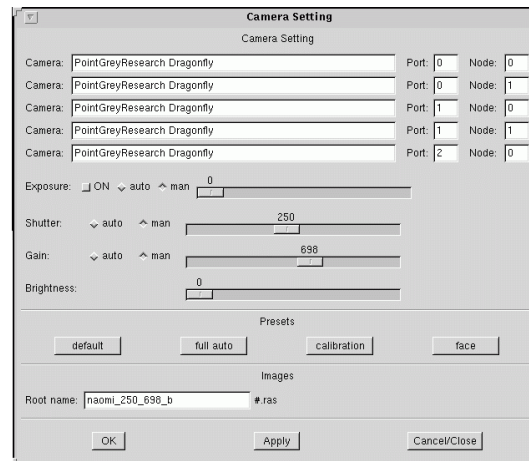 Camera Setting
Camera Setting
Camera: PointGreyResearch Dragonfly Port: 0 Node: 0
Camera: PointGreyResearch Dragonfly Port: 0 Node: 1
Camera: PointGreyResearch Dragonfly Port: 1 Node: 0
Camera: PointGreyResearch Dragonfly Port: 1 Node: 1
Camera: PointGreyResearch Dragonfly Port: 2 Node: 0
Exposure: ON auto man 0
Shutter: auto man 250
Gain: auto man 698
Brightness: 0
Presets
default full auto calibration face
Images
Root name: naomi_250_698_b #.ras
OK Apply Cancel/Close